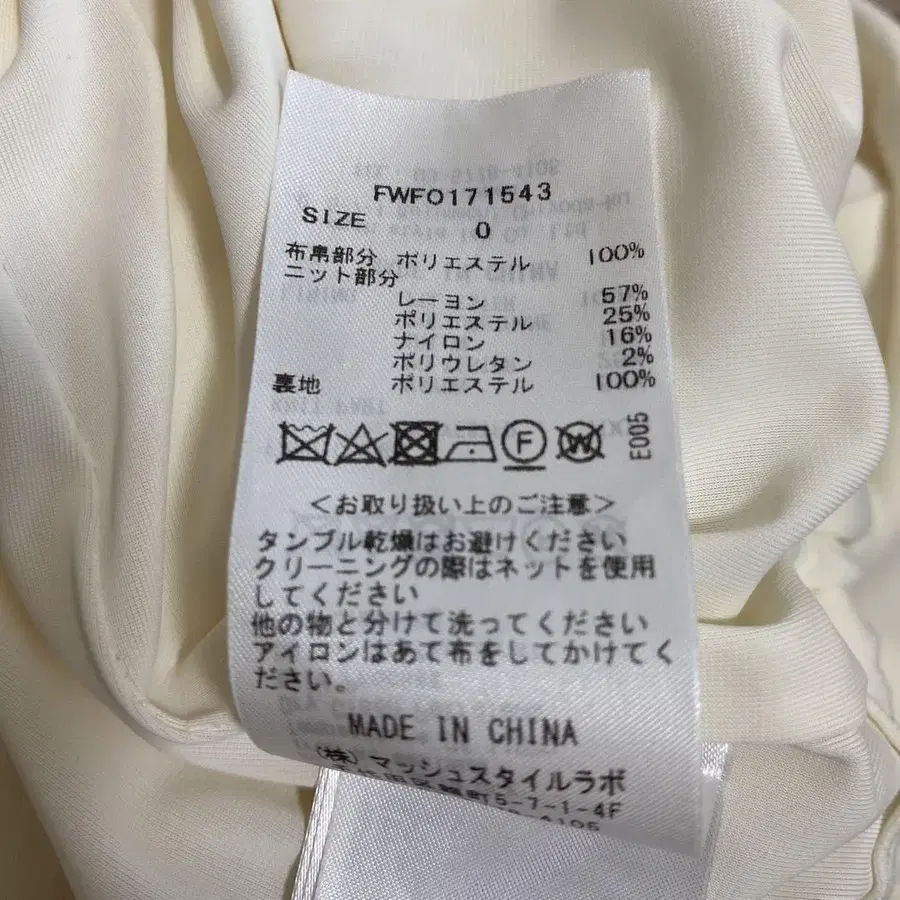 FWFO171543
SIZE 0
布帛部分 ポリエステル 100%
ニット部分
レーヨン 57%
ポリエステル 25%
ナイロン 16%
ポリウレタン 2%
裏地 ポリエステル 100%
F W E005
<お取り扱い上のご注意>
タンブル乾燥はお避けください
クリーニングの際はネットを使用
してください
他の物と分けて洗ってください
アイロンはあて布をしてかけてく
ださい。
MADE IN CHINA
(株)マッシュスタイルラボ
町5-7-1-4F